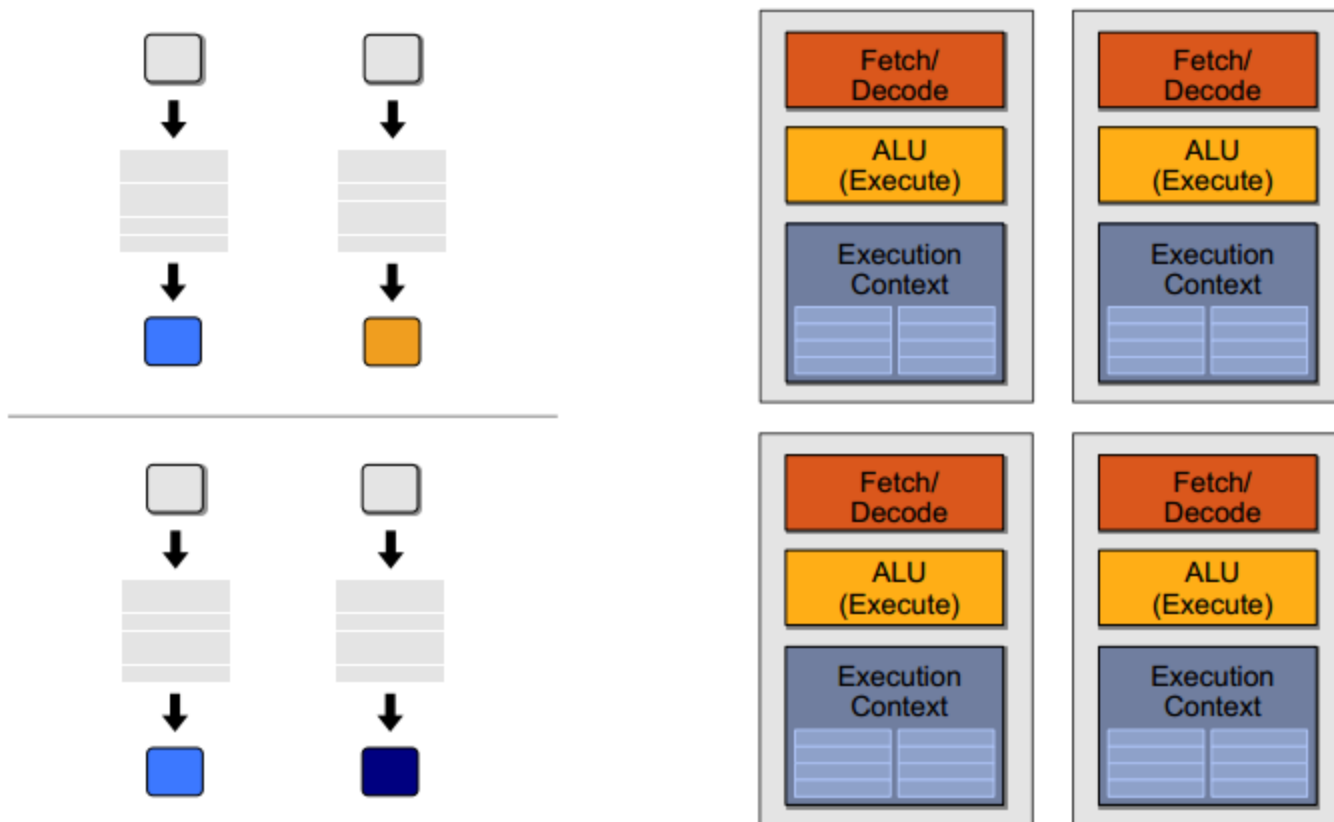 Fetch/
Decode
ALU
(Execute)
Execution
Context
Fetch/
Decode
ALU
(Execute)
Execution
Context
Fetch/
Decode
ALU
(Execute)
Execution
Context
Fetch/
Decode
ALU
(Execute)
Execution
Context